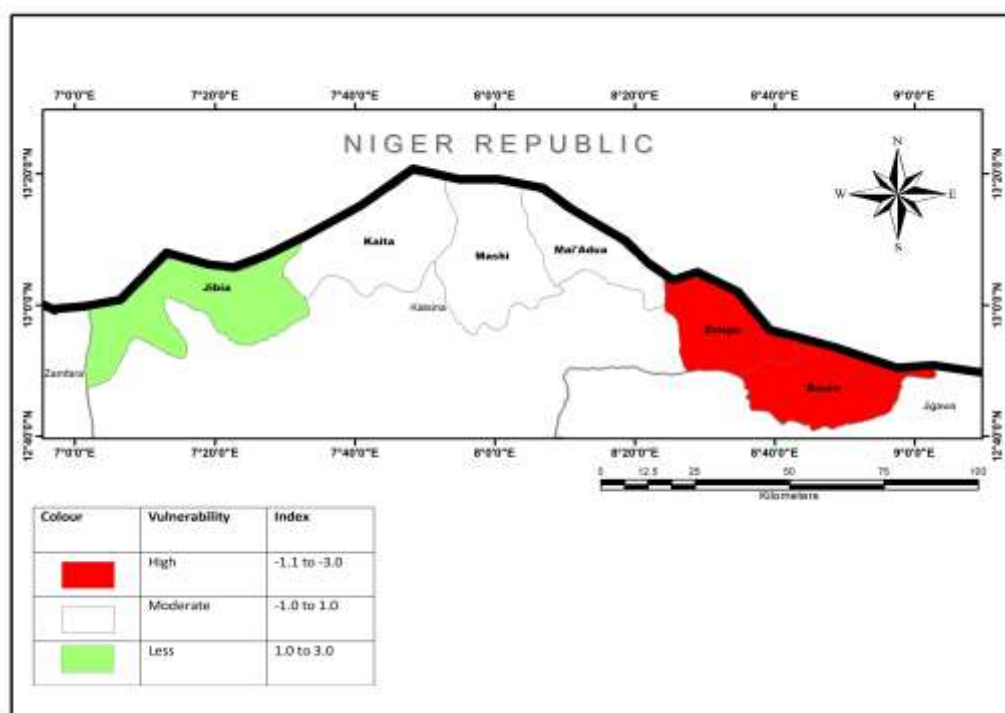 7°0'0"E 7°20'0"E 7°40'0"E 8°0'0"E 8°20'0"E 8°40'0"E 9°0'0"E
NIGER REPUBLIC
N
W E
S
13°20'0"N 13°20'0"N
Kaita
Mashi
Mai'Adua
Jibia
13°0'0"N 13°0'0"N
Katsina
Zango
Zamfara
Baure
Jigawa
12°40'0"N 12°40'0"N
7°0'0"E 7°20'0"E 7°40'0"E 8°0'0"E 8°20'0"E 8°40'0"E 9°0'0"E
0 12.5 25 50 75 100
Kilometers
Colour Vulnerability Index
High -1.1 to -3.0
Moderate -1.0 to 1.0
Less 1.0 to 3.0